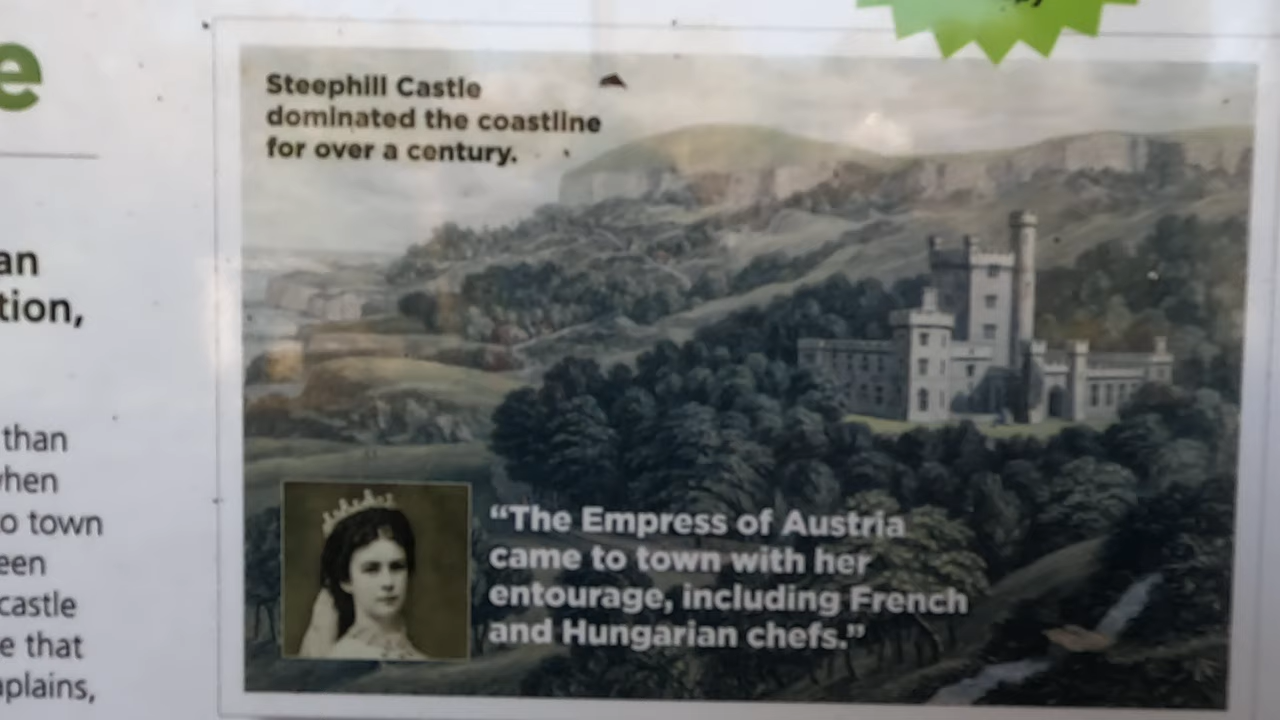 e
an
tion,
than
when
o town
een
castle
e that
plains,
Steephill Castle
dominated the coastline
for over a century.
“The Empress of Austria
came to town with her
entourage, including French
and Hungarian chefs.”